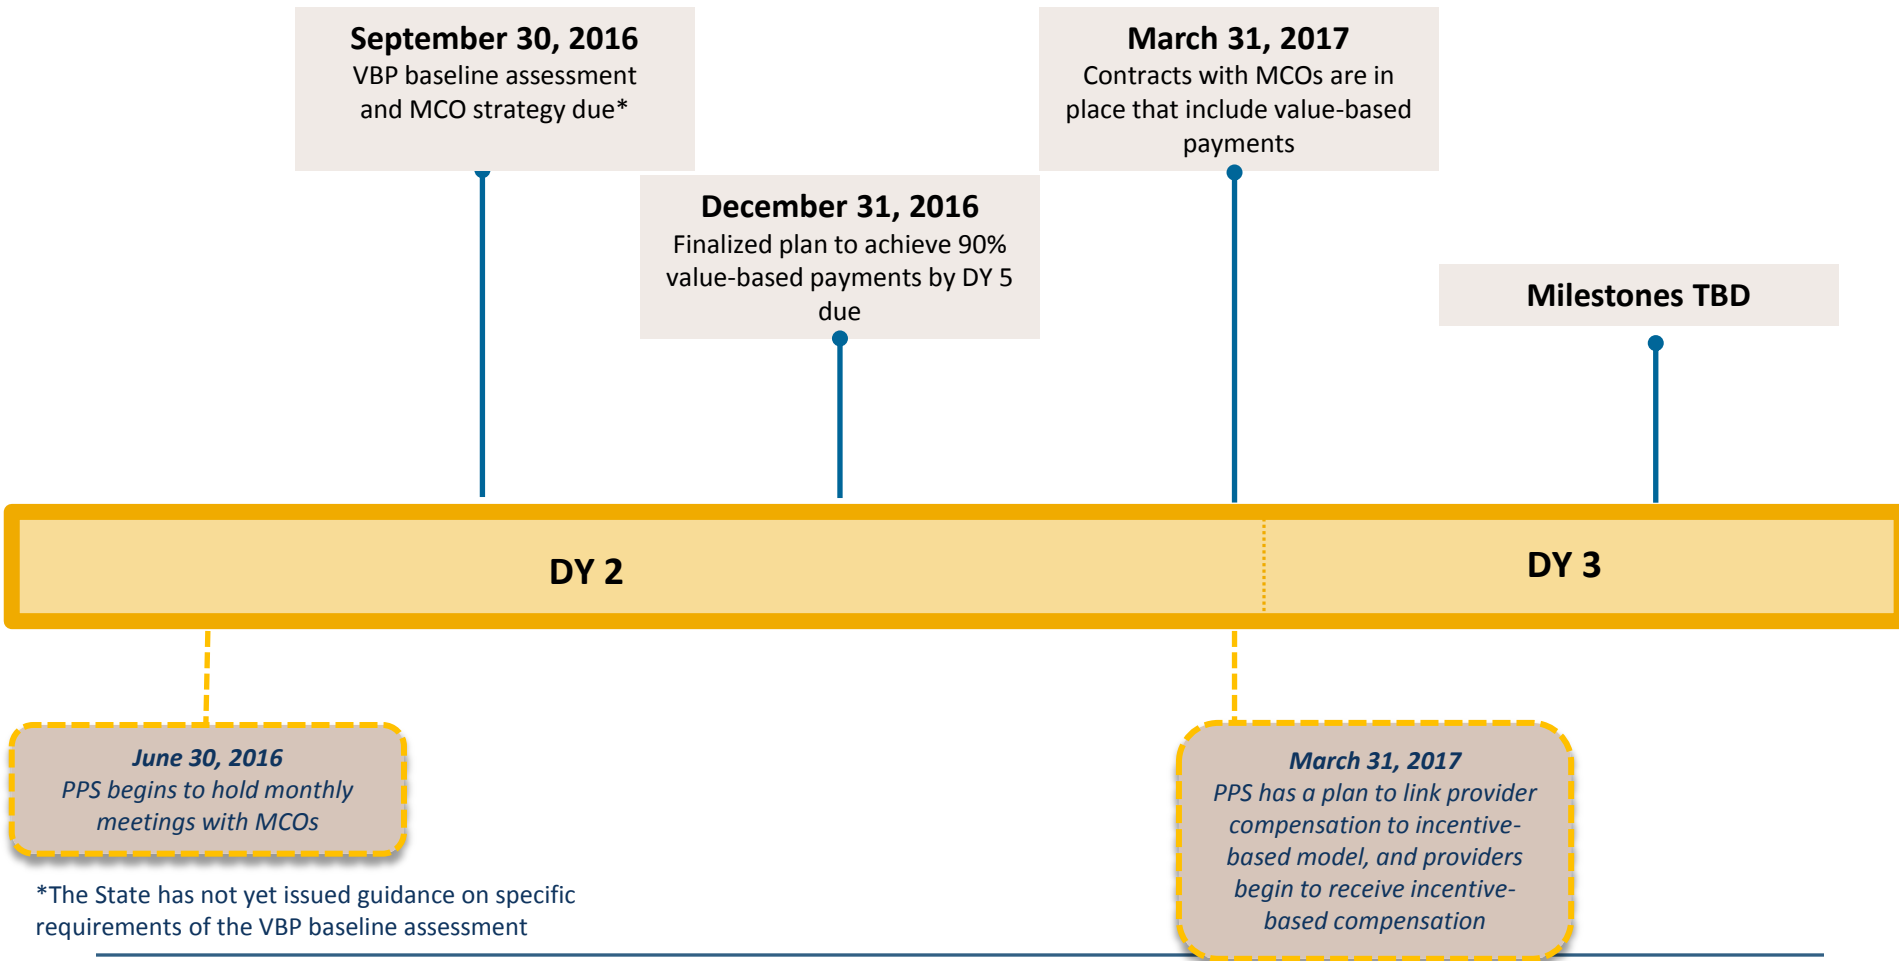 September 30, 2016
VBP baseline assessment
and MCO strategy due*
March 31, 2017
Contracts with MCOs are in
place that include value-based
payments
December 31, 2016
Finalized plan to achieve 90%
value-based payments by DY 5
due
Milestones TBD
DY 2
DY 3
June 30, 2016
PPS begins to hold monthly
meetings with MCOs
March 31, 2017
PPS has a plan to link provider
compensation to incentive-
based model, and providers
begin to receive incentive-
based compensation
*The State has not yet issued guidance on specific
requirements of the VBP baseline assessment